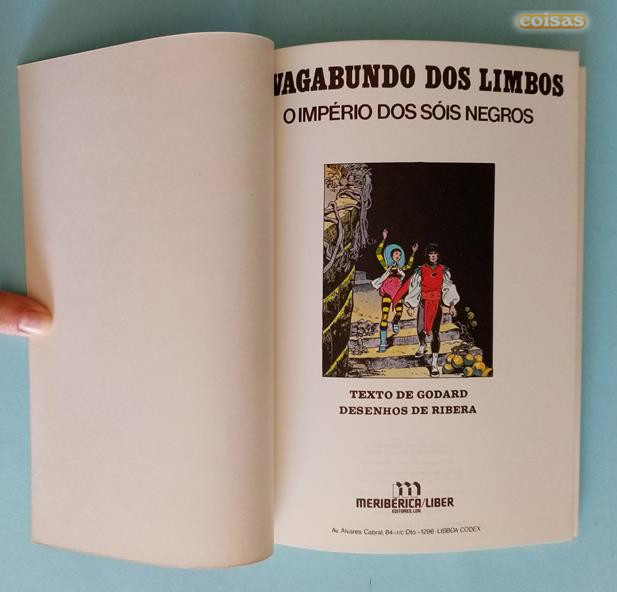 coisas
VAGABUNDO DOS LIMBOS
O IMPÉRIO DOS SÓIS NEGROS
TEXTO DE GODARD
DESENHOS DE RIBERA
m
MERIBÉRICA/LIBER
EDITORES, LDA.
Av. Álvares Cabral, 84-r/c Dto. - 1296 LISBOA CODEX